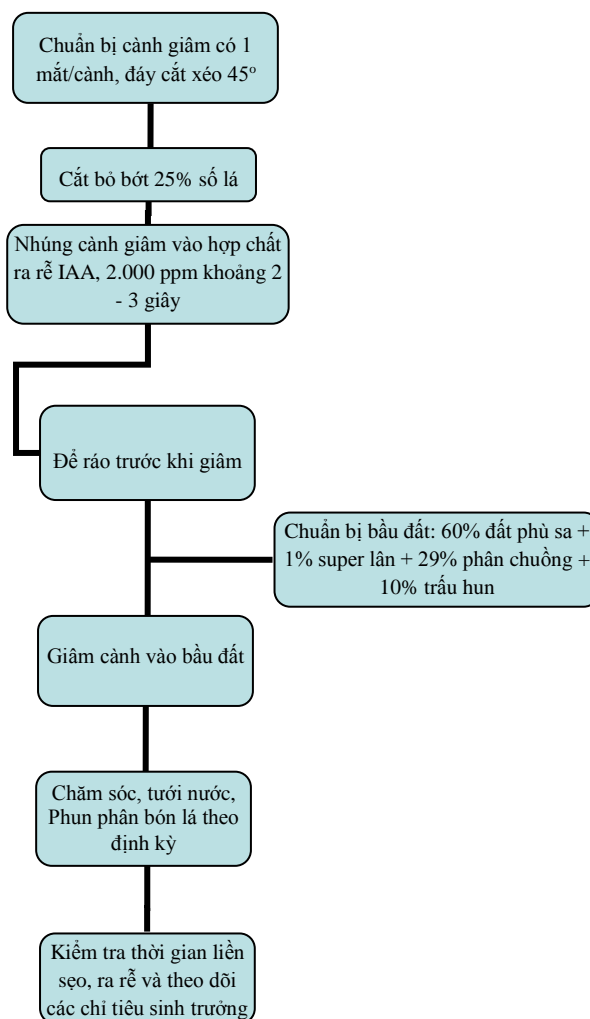 Chuẩn bị cành giâm có 1
mắt/cành, đáy cắt xéo 45º
Cắt bỏ bớt 25% số lá
Nhúng cành giâm vào hợp chất
ra rễ IAA, 2.000 ppm khoảng 2
- 3 giây
Để ráo trước khi giâm
Chuẩn bị bầu đất: 60% đất phù sa +
1% super lân + 29% phân chuồng +
10% trấu hun
Giâm cành vào bầu đất
Chăm sóc, tưới nước,
Phun phân bón lá theo
định kỳ
Kiểm tra thời gian liền
sẹo, ra rễ và theo dõi
các chỉ tiêu sinh trưởng